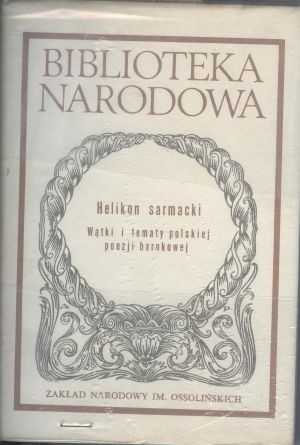 BIBLIOTEKA
NARODOWA
Helikon sarmacki
Wątki i tematy polskiej
poezji barokowej
ZAKŁAD NARODOWY IM. OSSOLIŃSKICH